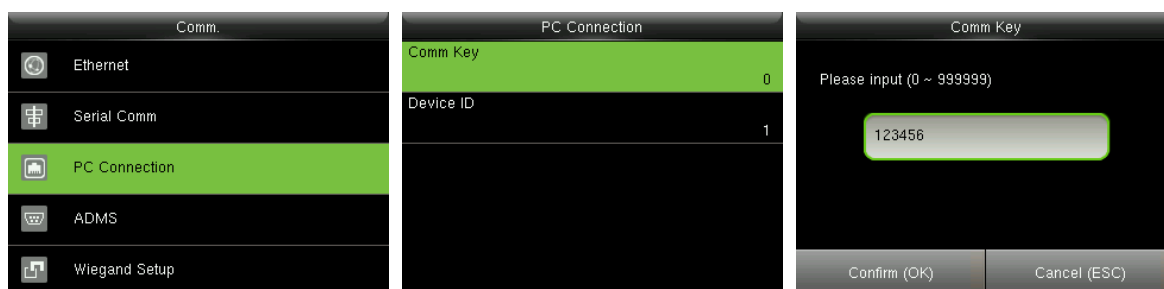 Comm.
Ethernet
Serial Comm
PC Connection
ADMS
Wiegand Setup
PC Connection
Comm Key
0
Device ID
1
Comm Key
Please input (0 ~ 999999)
123456
Confirm (OK)
Cancel (ESC)